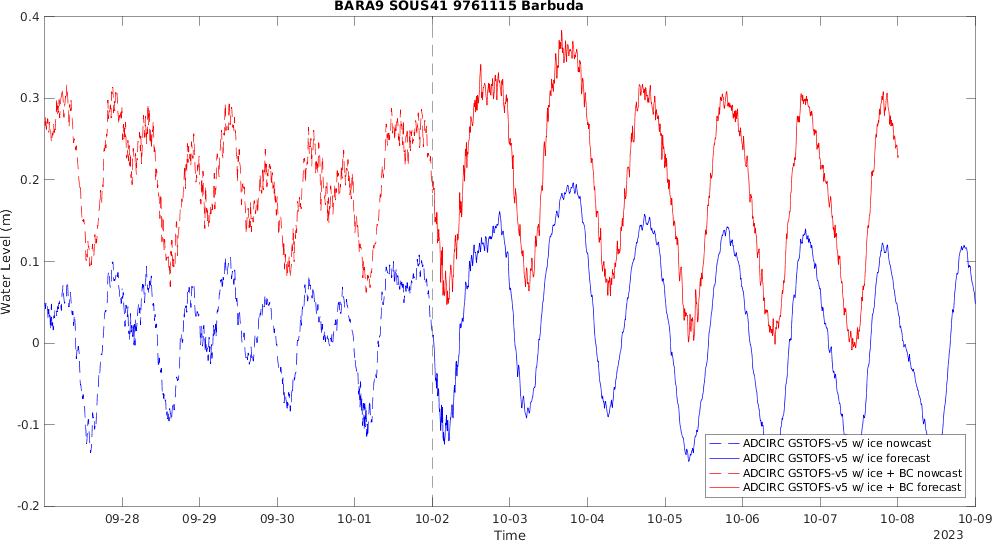 BARA9 SOUS41 9761115 Barbuda
0.4
0.3
0.2
0.1
0
-0.1
-0.2
Water Level (m)
ADCIRC GSTOFS-v5 w/ ice nowcast
ADCIRC GSTOFS-v5 w/ ice forecast
ADCIRC GSTOFS-v5 w/ ice + BC nowcast
ADCIRC GSTOFS-v5 w/ ice + BC forecast
09-28 09-29 09-30 10-01 10-02 10-03 10-04 10-05 10-06 10-07 10-08 10-09
Time
2023